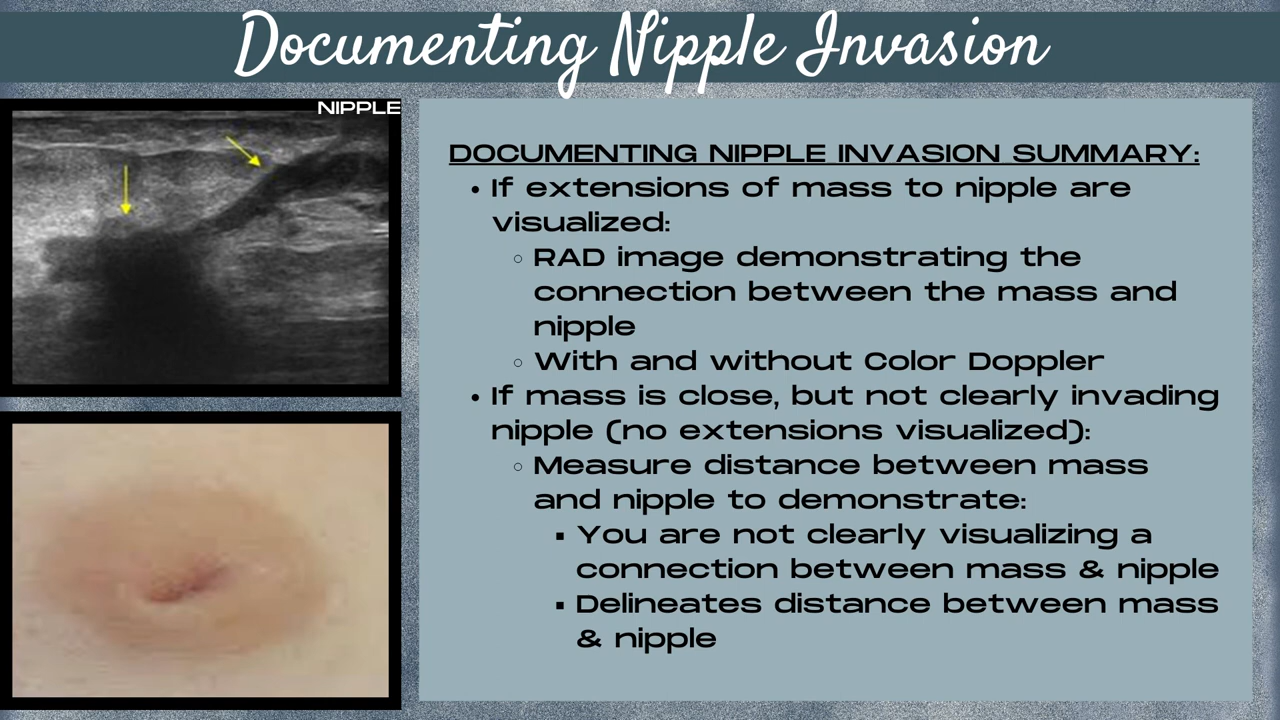 Documenting Nipple Invasion
NIPPLE
DOCUMENTING NIPPLE INVASION SUMMARY:
• If extensions of mass to nipple are
visualized:
◦ RAD image demonstrating the
connection between the mass and
nipple
◦ With and without Color Doppler
• If mass is close, but not clearly invading
nipple (no extensions visualized):
◦ Measure distance between mass
and nipple to demonstrate:
▪ You are not clearly visualizing a
connection between mass & nipple
▪ Delineates distance between mass
& nipple